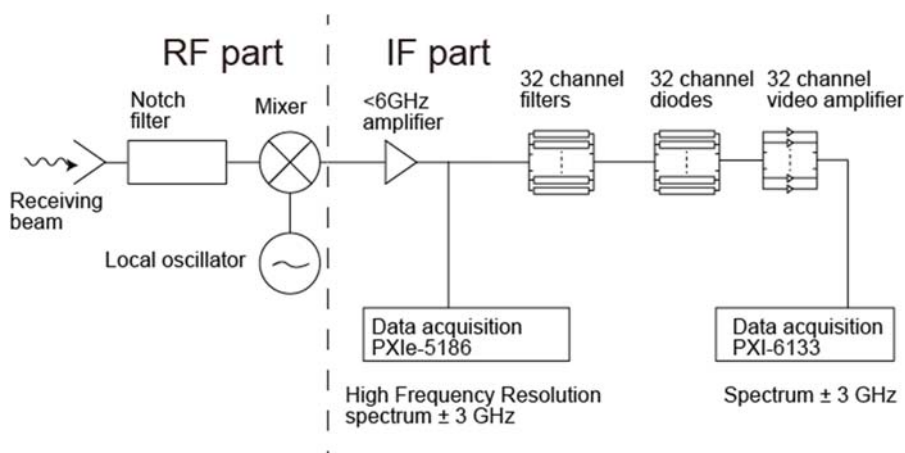 RF part
IF part
Notch
filter
Mixer
<6GHz
amplifier
32 channel
filters
32 channel
diodes
32 channel
video amplifier
Receiving
beam
Local oscillator
Data acquisition
PXIe-5186
Data acquisition
PXI-6133
High Frequency Resolution
spectrum ± 3 GHz
Spectrum ± 3 GHz